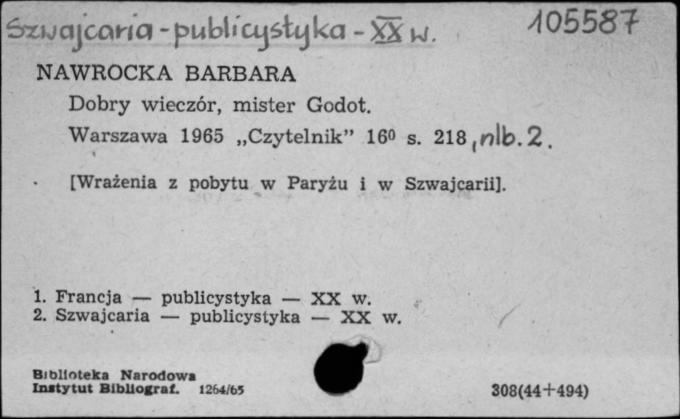 Szwajcaria - publicystyka - XX w. 105587
NAWROCKA BARBARA
Dobry wieczór, mister Godot.
Warszawa 1965 „Czytelnik” 16⁰ s. 218, nlb. 2.
[Wrażenia z pobytu w Paryżu i w Szwajcarii].
1. Francja — publicystyka — XX w.
2. Szwajcaria — publicystyka — XX w.
Biblioteka Narodowa
Instytut Bibliograf. 1264/65 308(44+494)